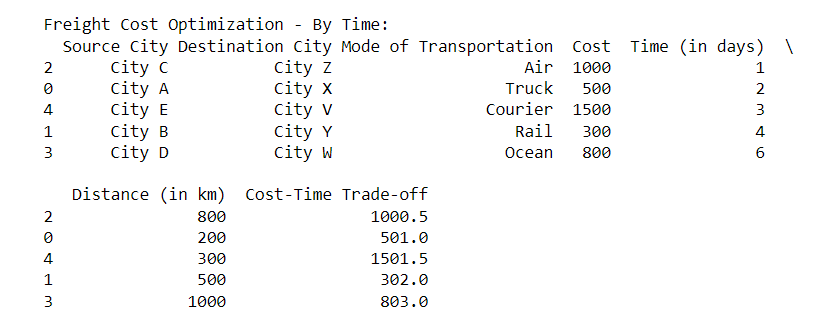 Freight Cost Optimization - By Time:
Source City Destination City Mode of Transportation Cost Time (in days) \
2 City C City Z Air 1000 1
0 City A City X Truck 500 2
4 City E City V Courier 1500 3
1 City B City Y Rail 300 4
3 City D City W Ocean 800 6
Distance (in km) Cost-Time Trade-off
2 800 1000.5
0 200 501.0
4 300 1501.5
1 500 302.0
3 1000 803.0